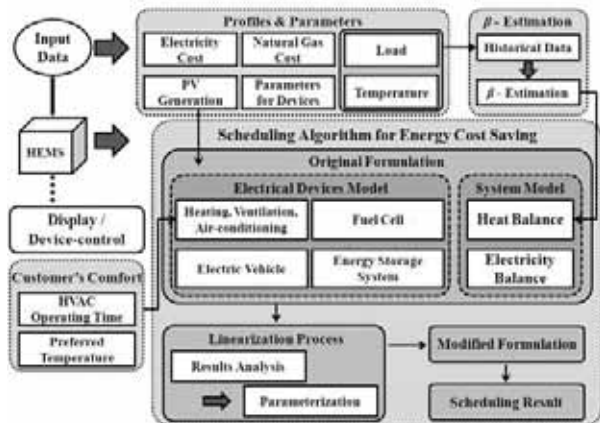 Input
Data
HEMS
Display /
Device-control
Customer's Comfort
HVAC
Operating Time
Preferred Temperature
Profiles & Parameters
Electricity
Cost
Natural Gas
Cost
Load
PV
Generation
Parameters
for Devices
Temperature
β - Estimation
Historical Data
β - Estimation
Scheduling Algorithm for Energy Cost Saving
Original Formulation
Electrical Devices Model
Heating, Ventilation,
Air-conditioning
Fuel Cell
Electric Vehicle
Energy Storage
System
System Model
Heat Balance
Electricity
Balance
Linearization Process
Results Analysis
Parameterization
Modified Formulation
Scheduling Result